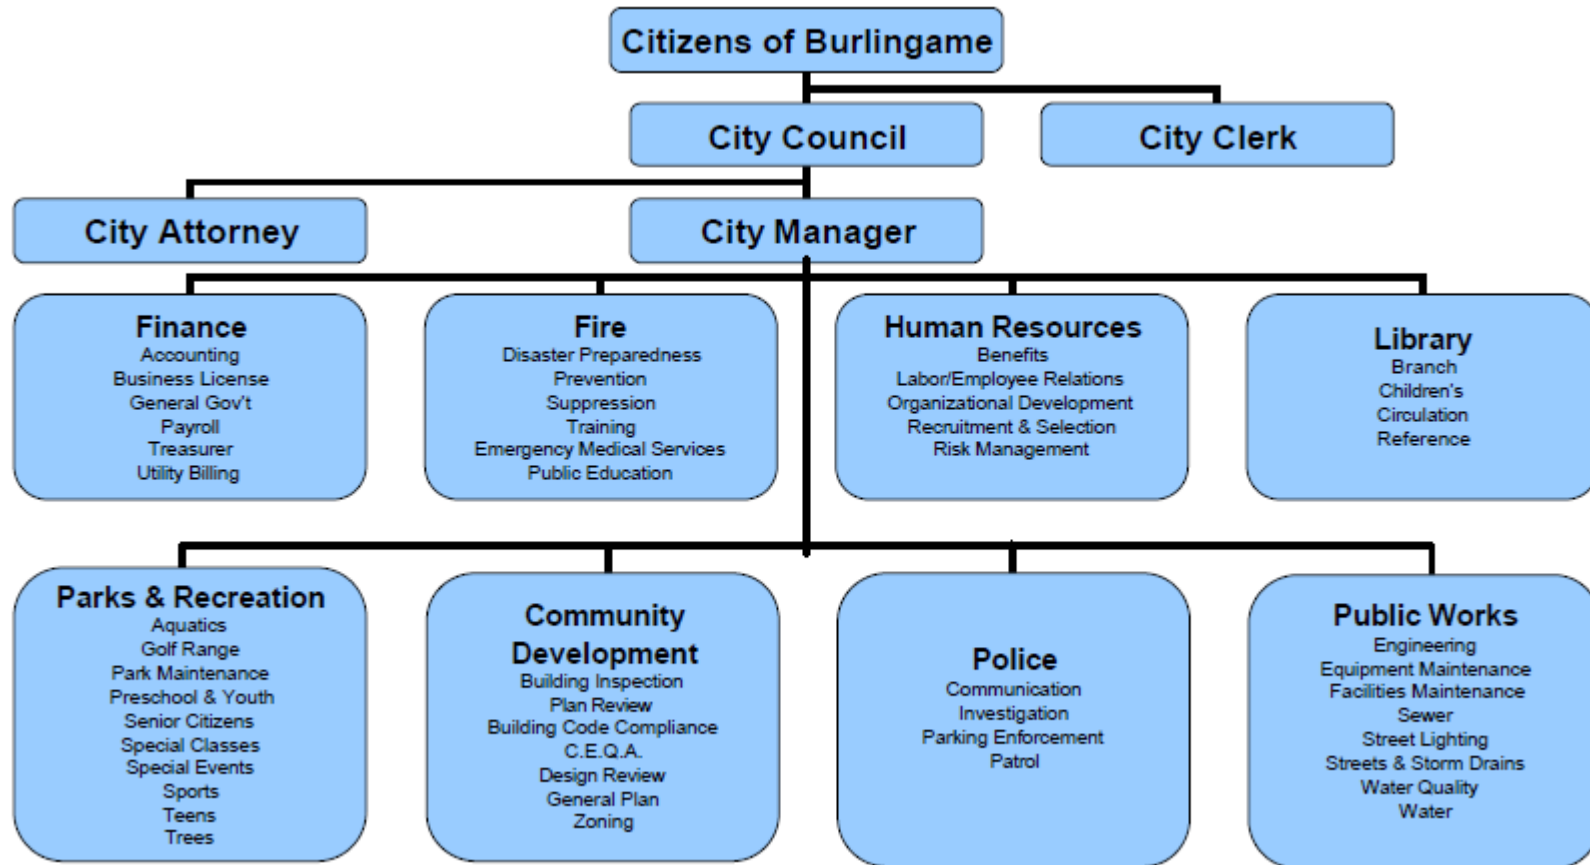 Citizens of Burlingame
City Council
City Clerk
City Attorney
City Manager
Finance
Accounting
Business License
General Gov't
Payroll
Treasurer
Utility Billing
Fire
Disaster Preparedness
Prevention
Suppression
Training
Emergency Medical Services
Public Education
Human Resources
Benefits
Labor/Employee Relations
Organizational Development
Recruitment & Selection
Risk Management
Library
Branch
Children's
Circulation
Reference
Parks & Recreation
Aquatics
Golf Range
Park Maintenance
Preschool & Youth
Senior Citizens
Special Classes
Special Events
Sports
Teens
Trees
Community
Development
Building Inspection
Plan Review
Building Code Compliance
C.E.Q.A.
Design Review
General Plan
Zoning
Police
Communication
Investigation
Parking Enforcement
Patrol
Public Works
Engineering
Equipment Maintenance
Facilities Maintenance
Sewer
Street Lighting
Streets & Storm Drains
Water Quality
Water